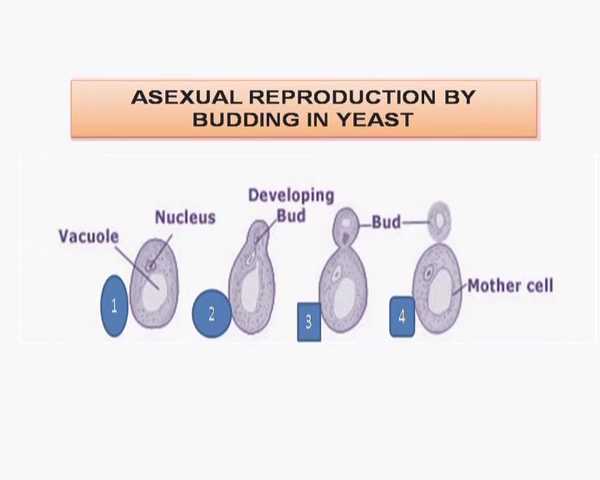 ASEXUAL REPRODUCTION BY
BUDDING IN YEAST
Developing
Bud
Nucleus
Vacuole
Bud
Mother cell
1
2
3
4